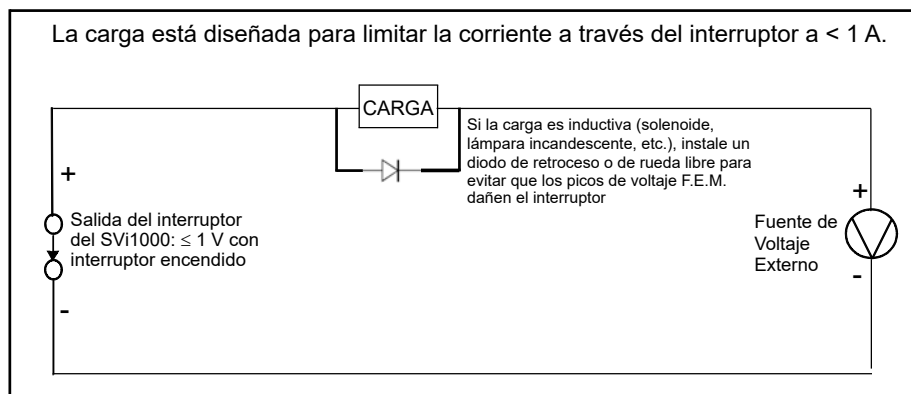 La carga está diseñada para limitar la corriente a través del interruptor a < 1 A.
CARGA
Si la carga es inductiva (solenoide,
lámpara incandescente, etc.), instale un
diodo de retroceso o de rueda libre para
evitar que los picos de voltaje F.E.M.
dañen el interruptor
+
Salida del interruptor
del SVi1000: ≤ 1 V con
interruptor encendido
-
+
Fuente de
Voltaje
Externo
-